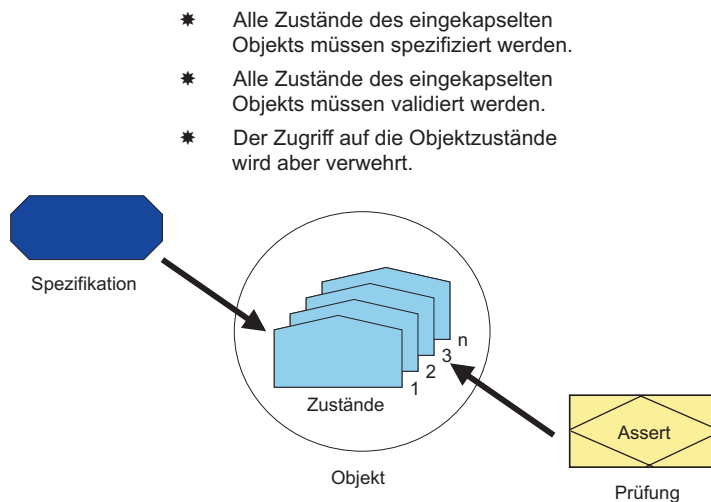 ✷ Alle Zustände des eingekapselten
Objekts müssen spezifiziert werden.
✷ Alle Zustände des eingekapselten
Objekts müssen validiert werden.
✷ Der Zugriff auf die Objektzustände
wird aber verwehrt.
Spezifikation
n
3
2
1
Zustände
Assert
Objekt
Prüfung